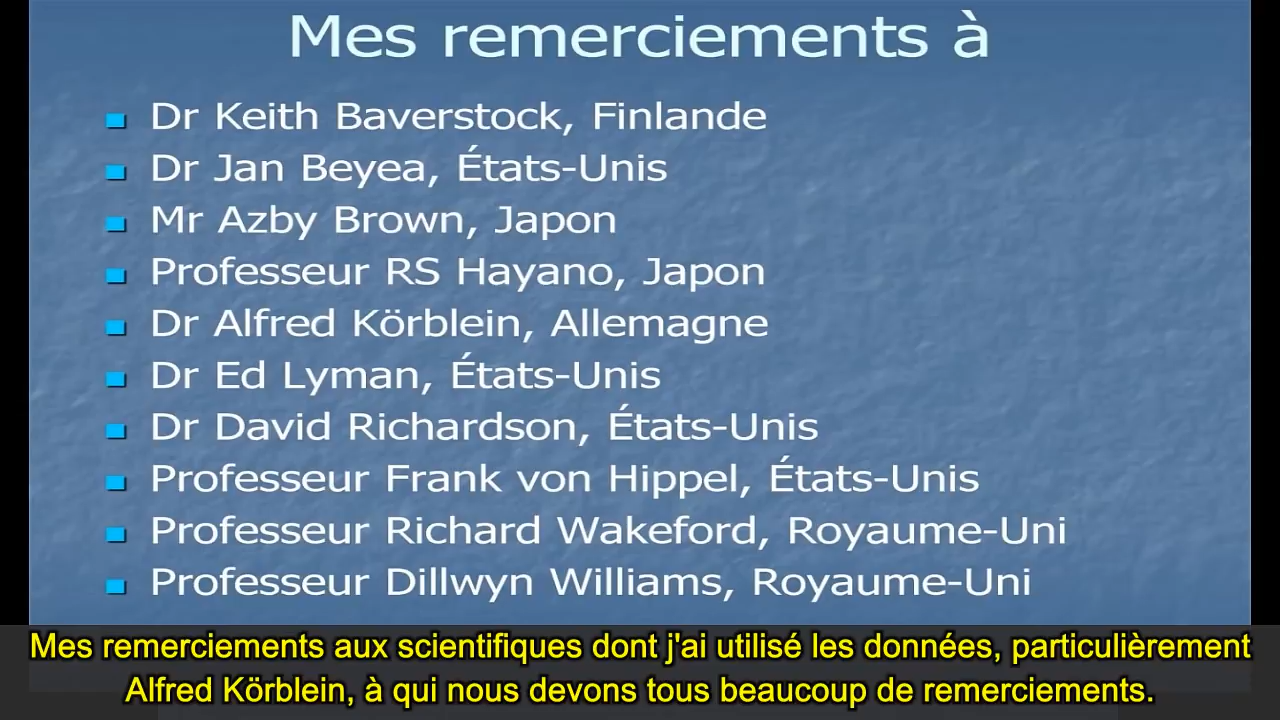 Mes remerciements à
Dr Keith Baverstock, Finlande
Dr Jan Beyea, États-Unis
Mr Azby Brown, Japon
Professeur RS Hayano, Japon
Dr Alfred Körblein, Allemagne
Dr Ed Lyman, États-Unis
Dr David Richardson, États-Unis
Professeur Frank von Hippel, États-Unis
Professeur Richard Wakeford, Royaume-Uni
Professeur Dillwyn Williams, Royaume-Uni
Mes remerciements aux scientifiques dont j'ai utilisé les données, particulièrement
Alfred Körblein, à qui nous devons tous beaucoup de remerciements.